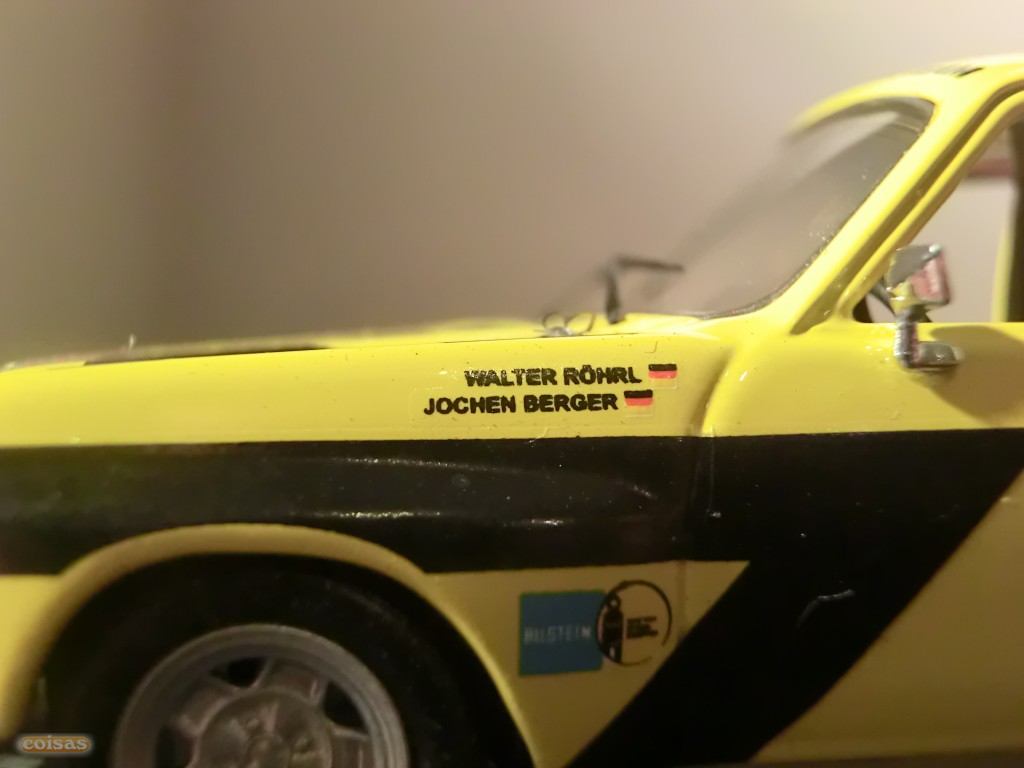 WALTER RÖHRL
JOCHEN BERGER
BILSTEIN
coisas